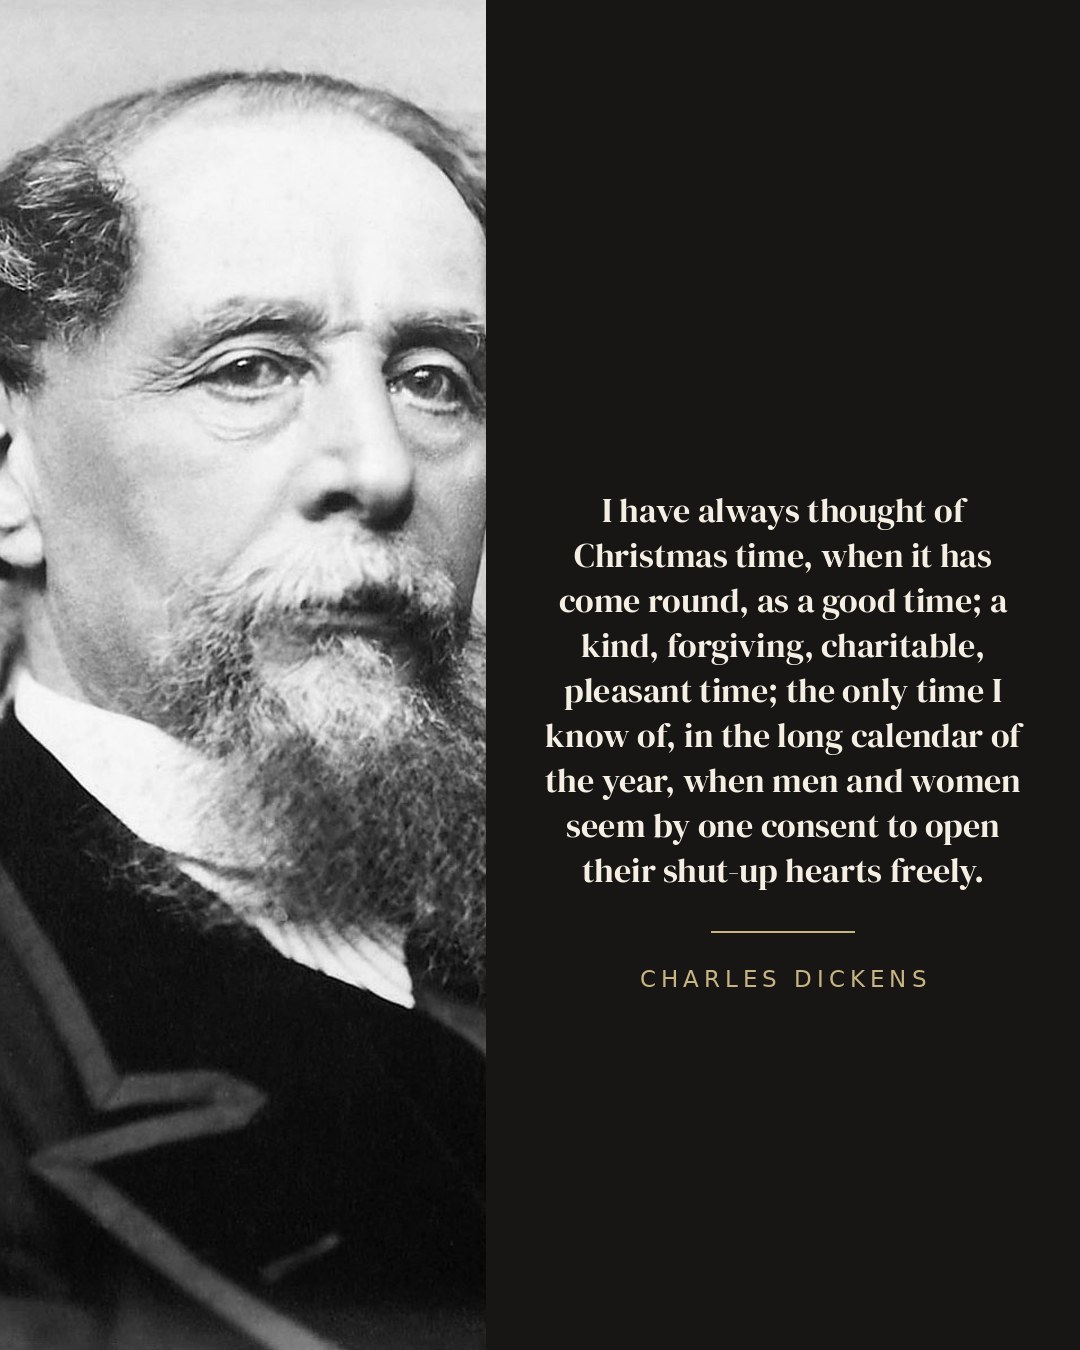 I have always thought of
Christmas time, when it has
come round, as a good time; a
kind, forgiving, charitable,
pleasant time; the only time I
know of, in the long calendar of
the year, when men and women
seem by one consent to open
their shut-up hearts freely.
CHARLES DICKENS